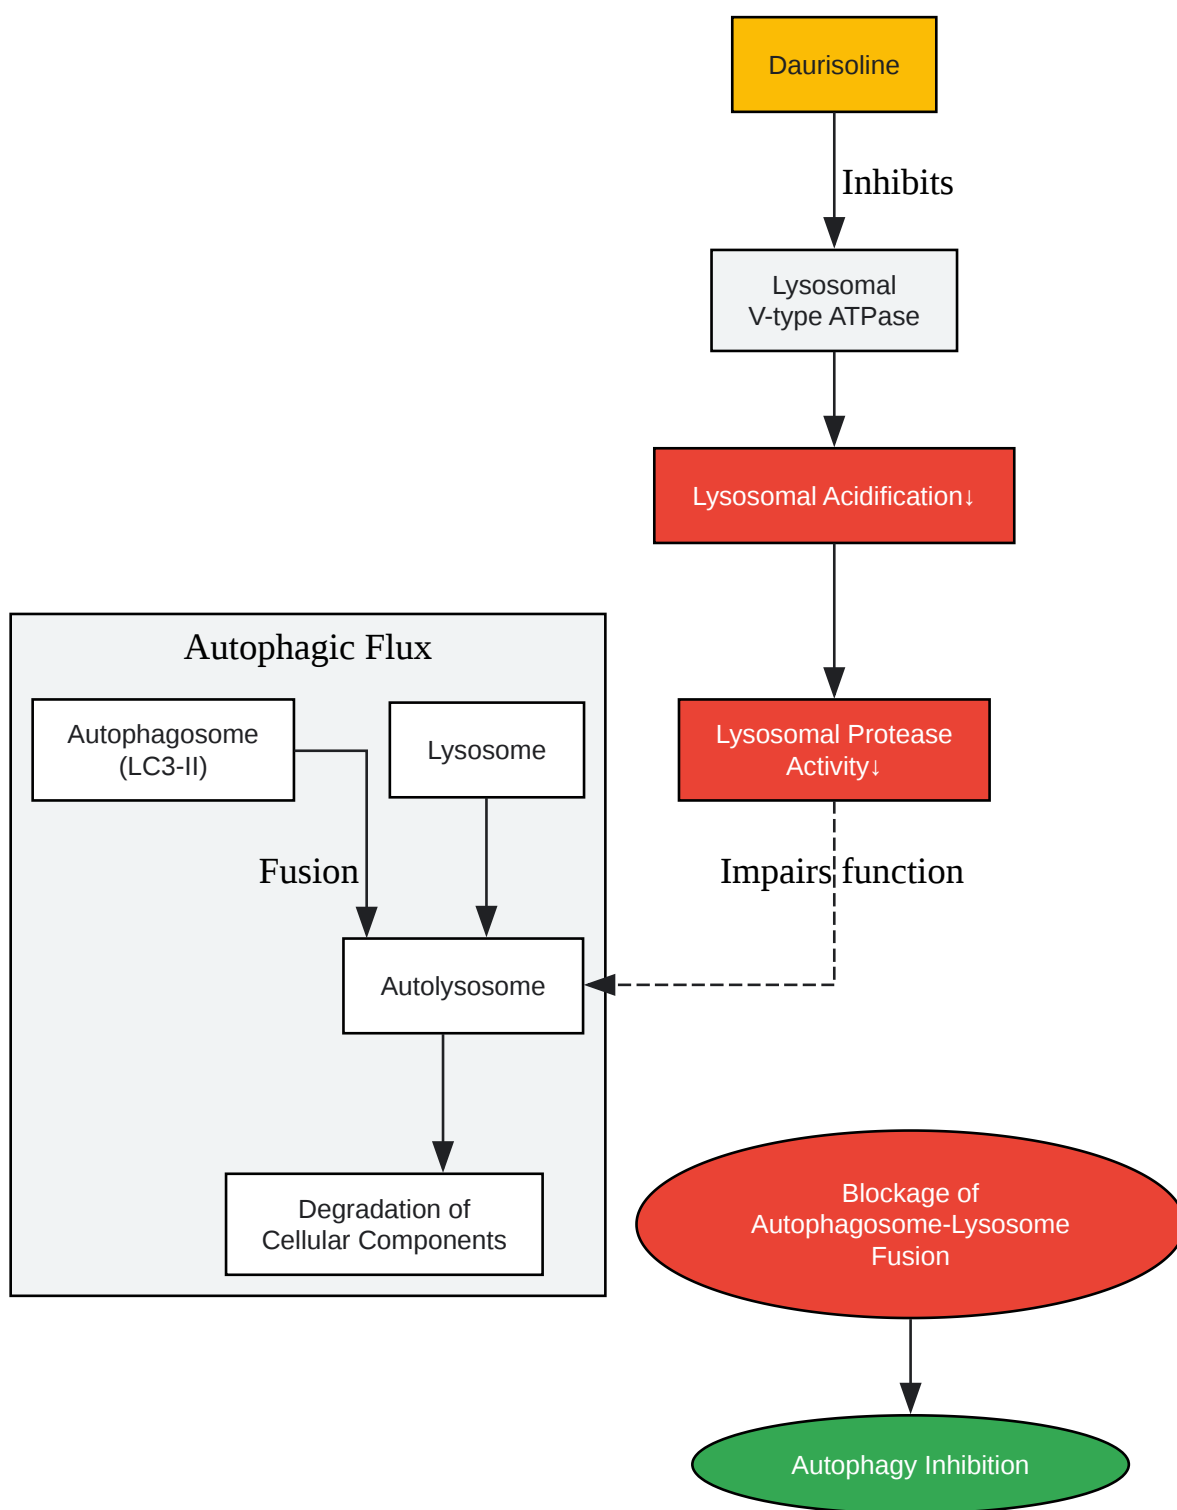 Daurisoline
Inhibits
Lysosomal
V-type ATPase
Lysosomal Acidification↓
Autophagic Flux
Autophagosome
(LC3-II)
Lysosome
Lysosomal Protease
Activity↓
Fusion
Impairs function
Autolysosome
Degradation of
Cellular Components
Blockage of
Autophagosome-Lysosome
Fusion
Autophagy Inhibition